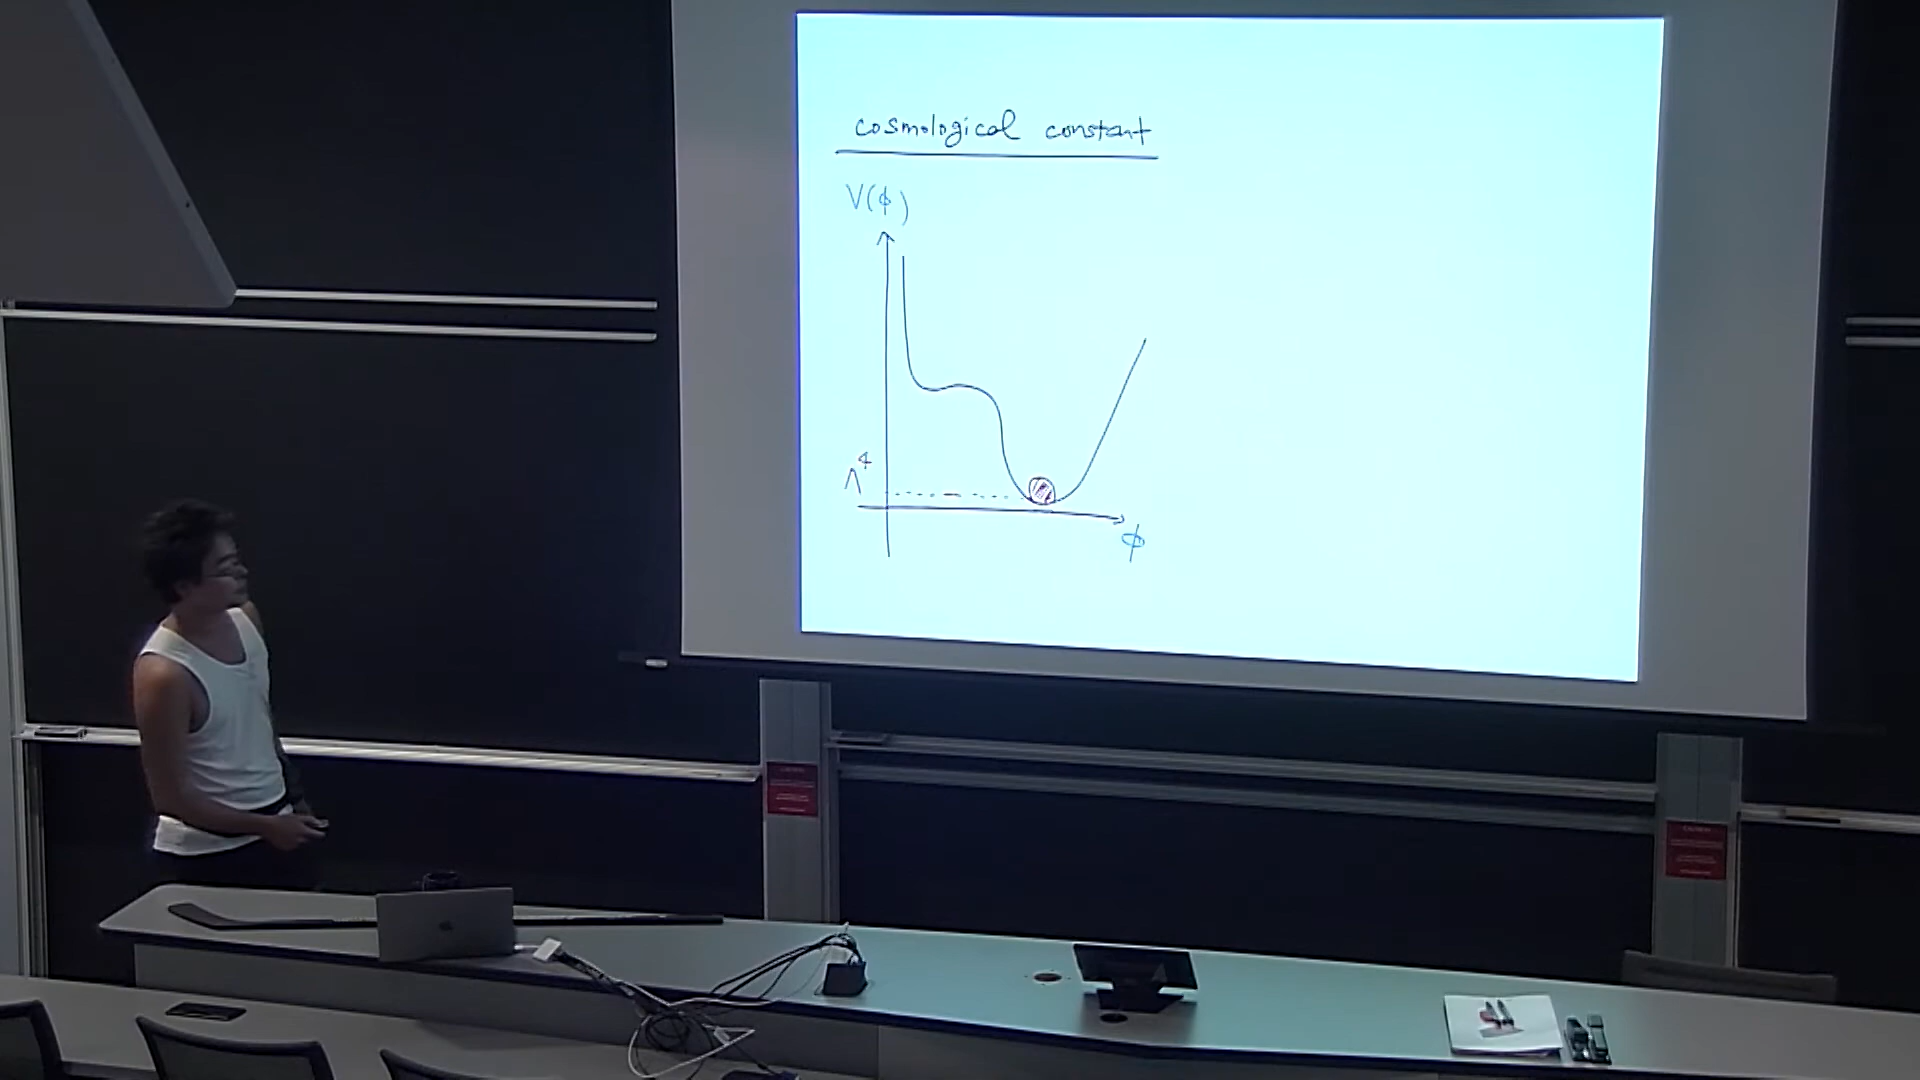 cosmological constant
V(ϕ)
Λ⁴
ϕ